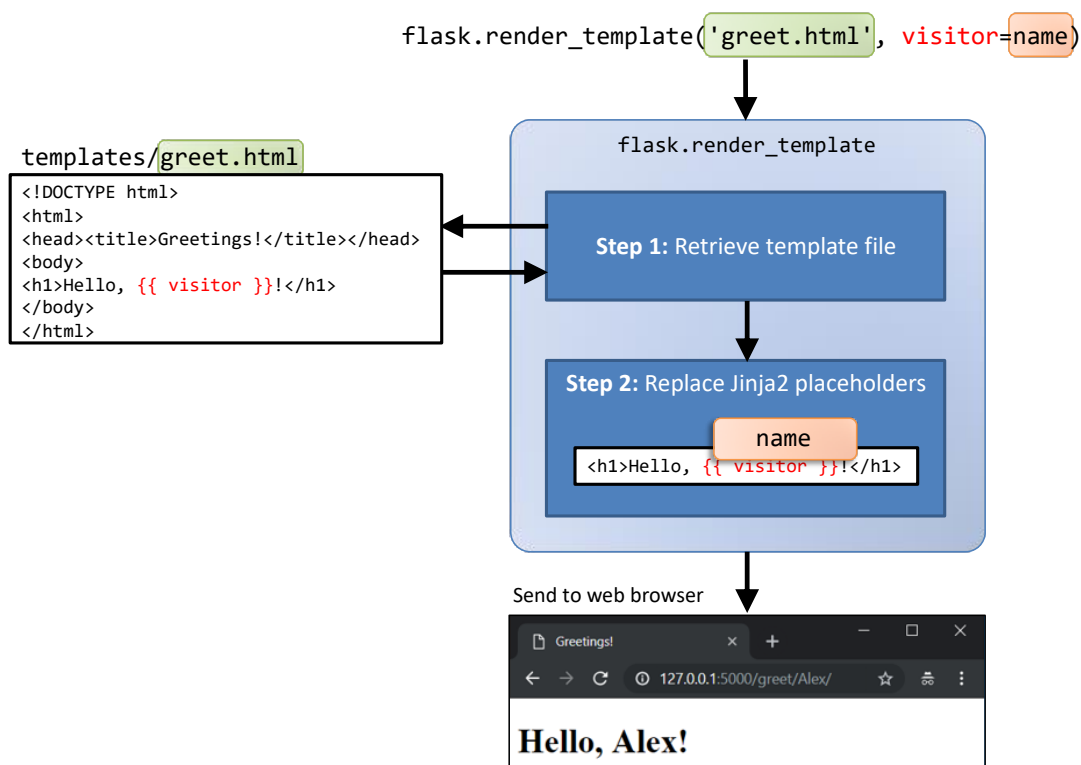 flask.render_template('greet.html', visitor=name)
flask.render_template
templates/greet.html
<!DOCTYPE html>
<html>
<head><title>Greetings!</title></head>
<body>
<h1>Hello, {{ visitor }}!</h1>
</body>
</html>
Step 1: Retrieve template file
Step 2: Replace Jinja2 placeholders
name
<h1>Hello, {{ visitor }}!</h1>
Send to web browser
Greetings!
127.0.0.1:5000/greet/Alex/
Hello, Alex!